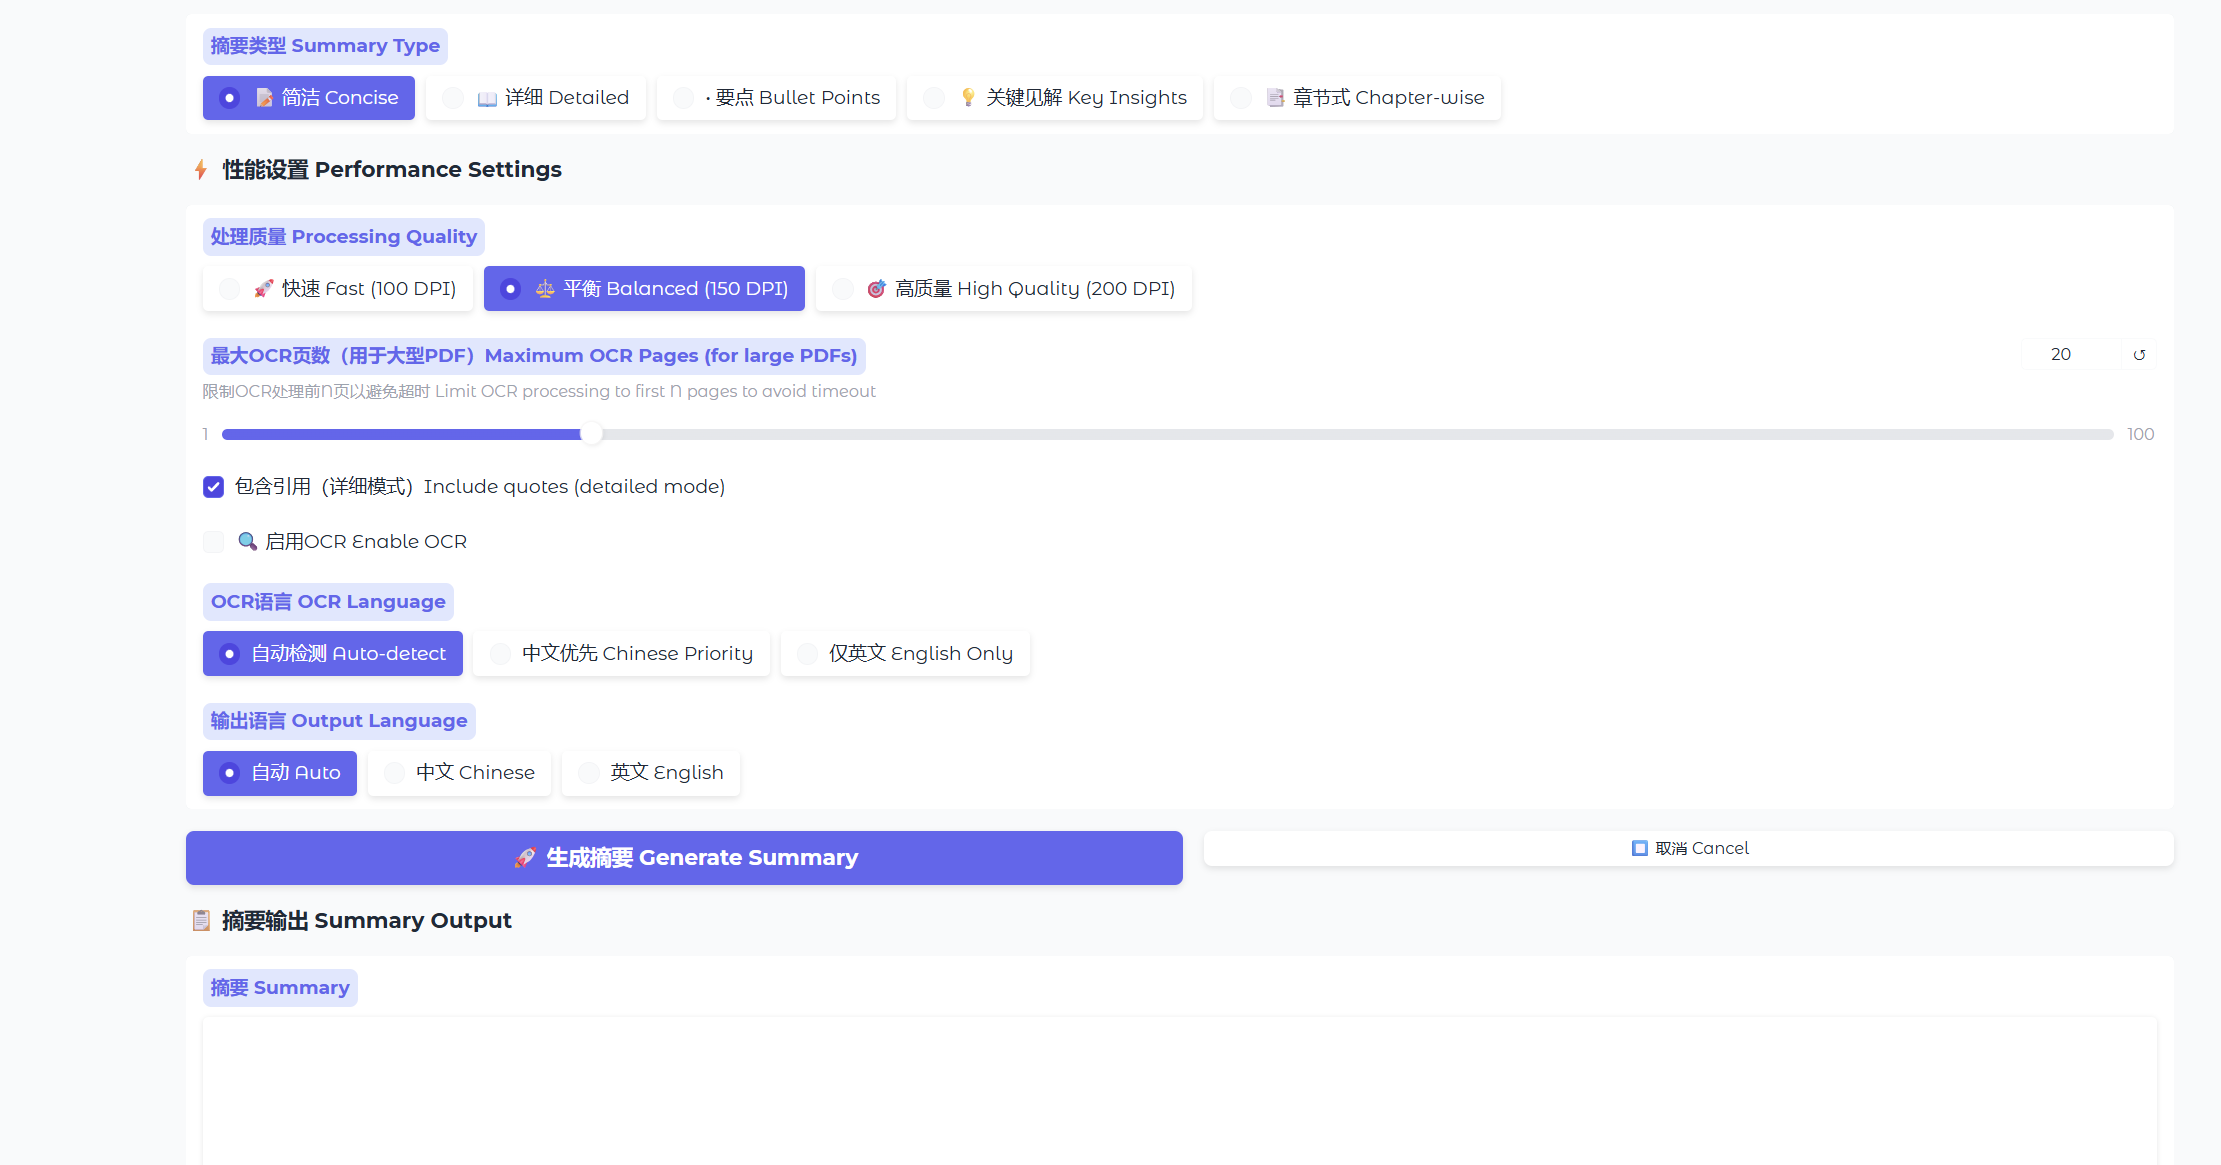 摘要类型 Summary Type
简洁 Concise
详细 Detailed
· 要点 Bullet Points
关键见解 Key Insights
章节式 Chapter-wise
性能设置 Performance Settings
处理质量 Processing Quality
快速 Fast (100 DPI)
平衡 Balanced (150 DPI)
高质量 High Quality (200 DPI)
最大OCR页数（用于大型PDF）Maximum OCR Pages (for large PDFs)
20
限制OCR处理前N页以避免超时 Limit OCR processing to first N pages to avoid timeout
1
100
包含引用（详细模式）Include quotes (detailed mode)
启用OCR Enable OCR
OCR语言 OCR Language
自动检测 Auto-detect
中文优先 Chinese Priority
仅英文 English Only
输出语言 Output Language
自动 Auto
中文 Chinese
英文 English
生成摘要 Generate Summary
取消 Cancel
摘要输出 Summary Output
摘要 Summary